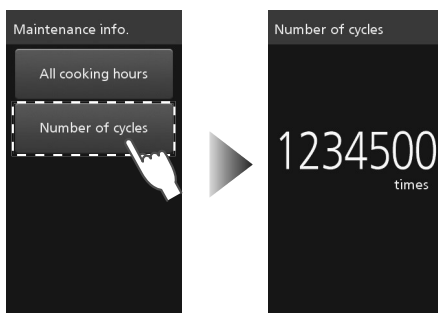 Maintenance info.
All cooking hours
Number of cycles
Number of cycles
1234500
times